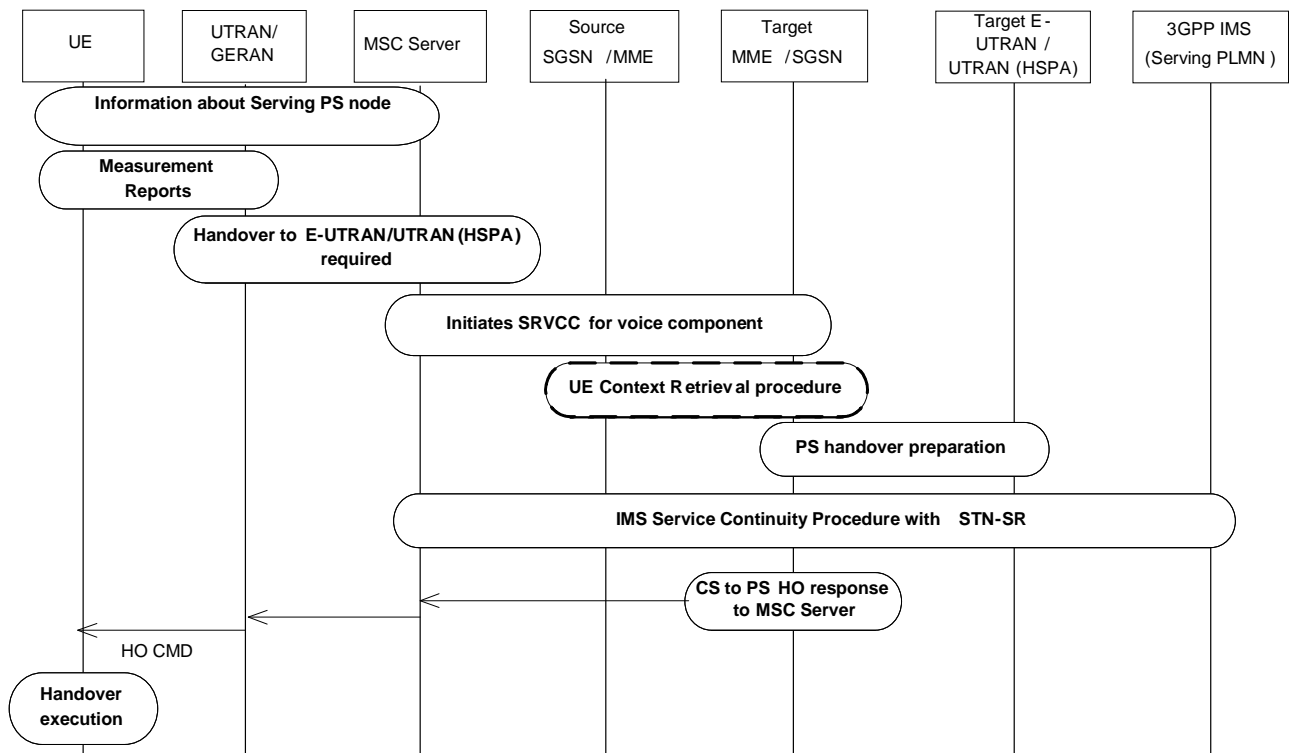 UE
UTRAN/
GERAN
MSC Server
Source
SGSN /MME
Target
MME /SGSN
Target E-
UTRAN /
UTRAN (HSPA)
3GPP IMS
(Serving PLMN )
Information about Serving PS node
Measurement
Reports
Handover to E-UTRAN/UTRAN (HSPA)
required
Initiates SRVCC for voice component
UE Context Retrieval procedure
PS handover preparation
IMS Service Continuity Procedure with STN-SR
CS to PS HO response
to MSC Server
HO CMD
Handover
execution